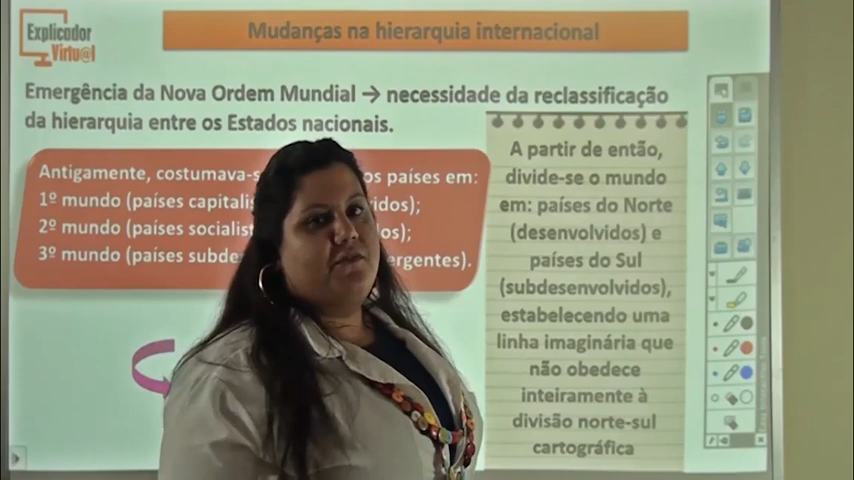 Explicador
Virtu@l
Mudanças na hierarquia internacional
Emergência da Nova Ordem Mundial → necessidade da reclassificação
da hierarquia entre os Estados nacionais.
Antigamente, costumava-s os países em:
1º mundo (países capitalis vidos);
2º mundo (países socialist dos);
3º mundo (países subde ergentes).
A partir de então,
divide-se o mundo
em: países do Norte
(desenvolvidos) e
países do Sul
(subdesenvolvidos),
estabelecendo uma
linha imaginária que
não obedece
inteiramente à
divisão norte-sul
cartográfica